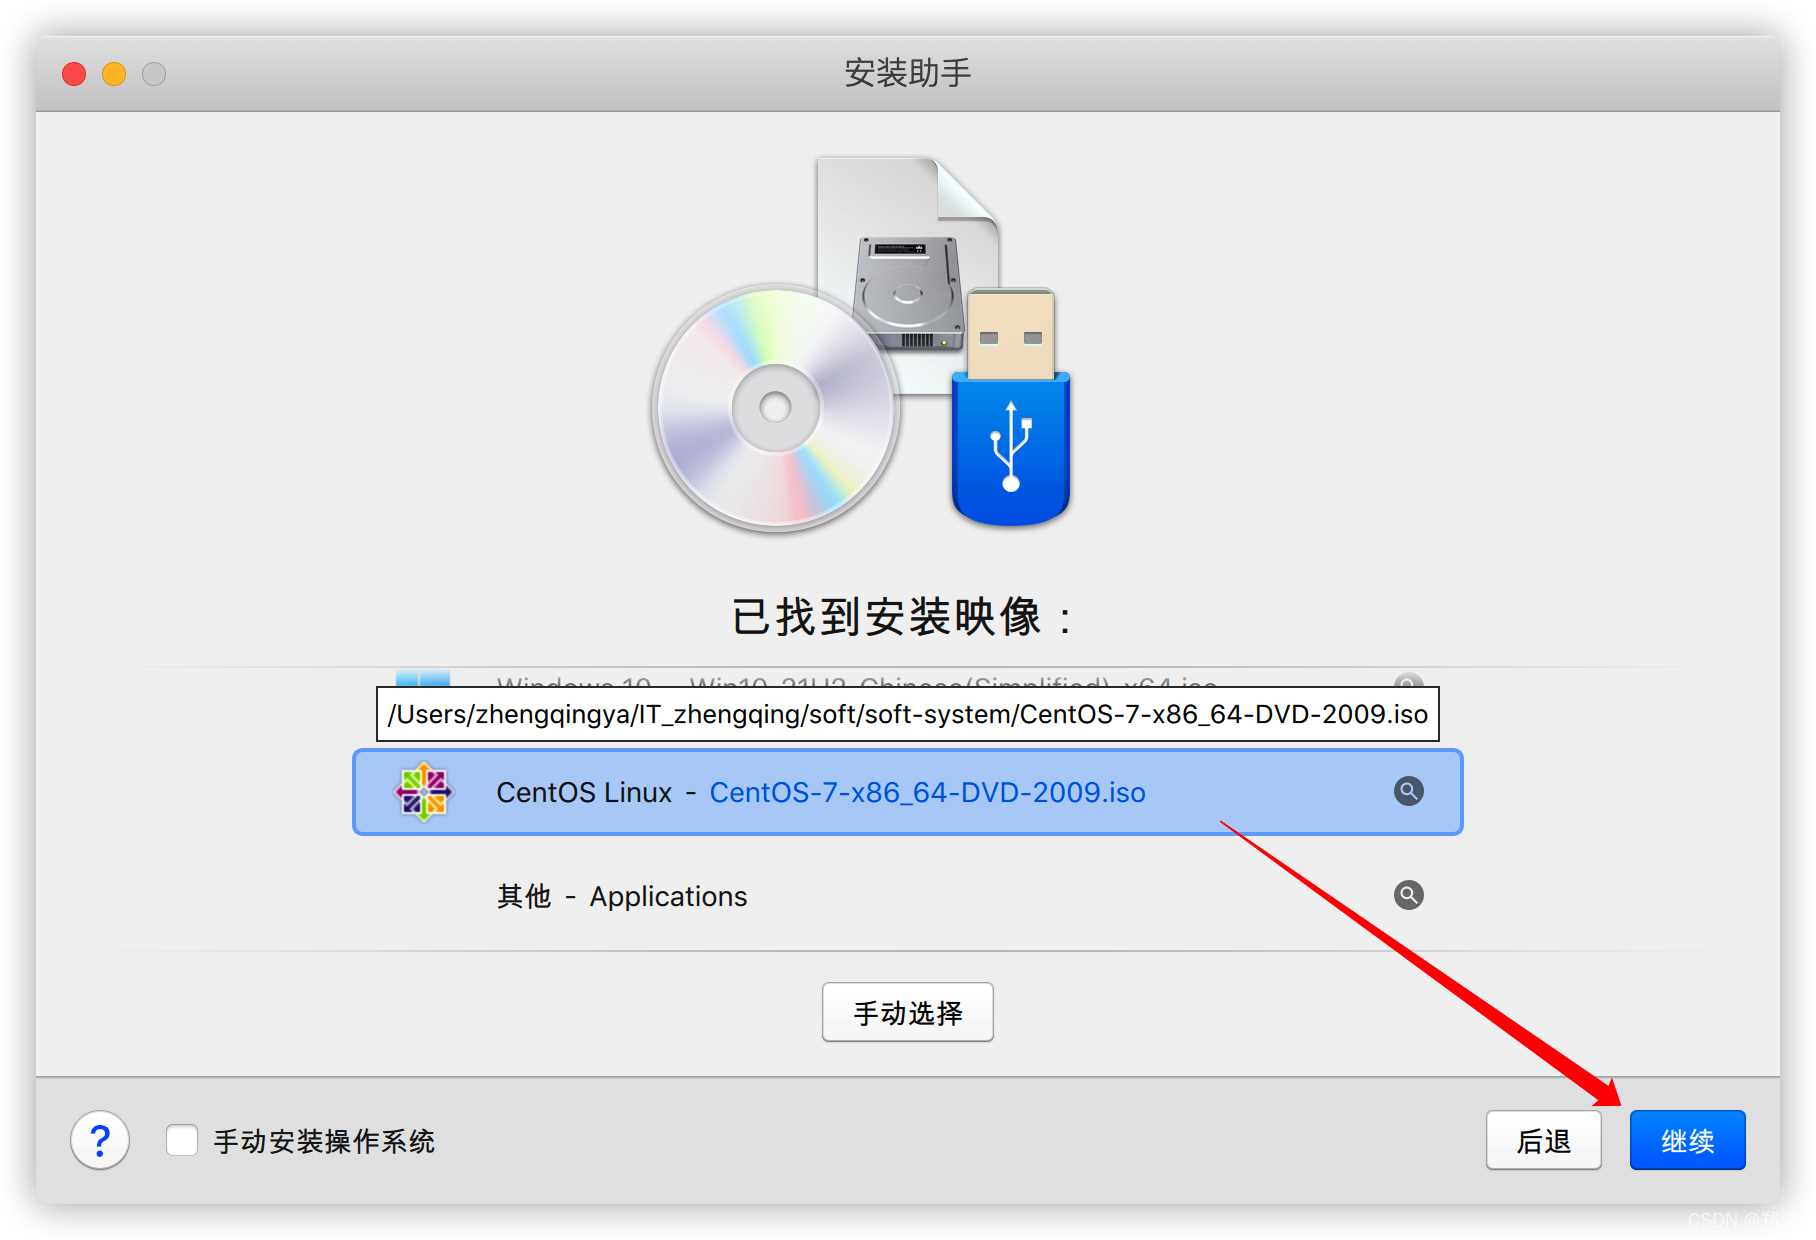 安装助手
已找到安装映像：
Windows 10 - Win10_21H2_Chinese(Simplified)_x64.iso
/Users/zhengqingya/IT_zhengqing/soft/soft-system/CentOS-7-x86_64-DVD-2009.iso
CentOS Linux - CentOS-7-x86_64-DVD-2009.iso
其他 - Applications
手动选择
?
手动安装操作系统
后退
继续
CSDN